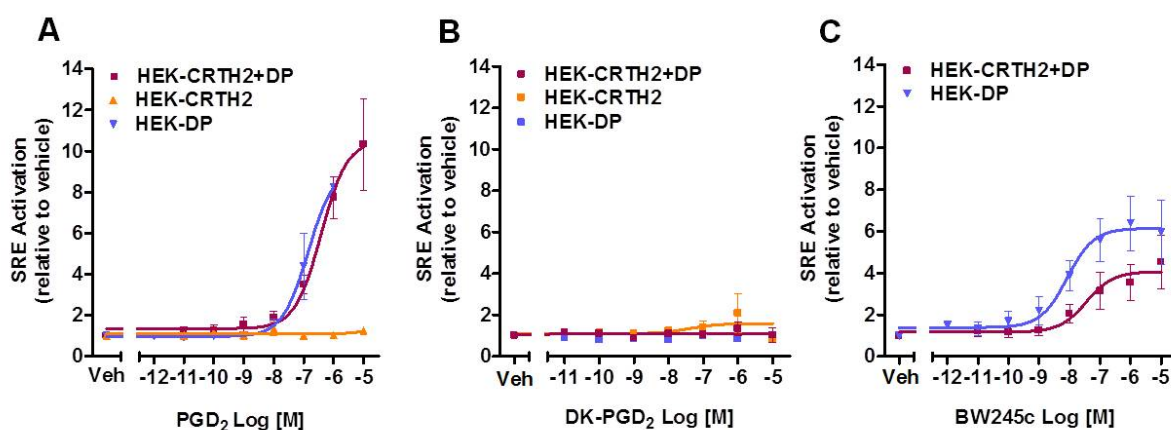 A
14
12
10
8
6
4
2
0
SRE Activation
(relative to vehicle)
HEK-CRTH2+DP
HEK-CRTH2
HEK-DP
Veh -12 -11 -10 -9 -8 -7 -6 -5
PGD2 Log [M]
B
14
12
10
8
6
4
2
0
SRE Activation
(relative to vehicle)
HEK-CRTH2+DP
HEK-CRTH2
HEK-DP
Veh -11 -10 -9 -8 -7 -6 -5
DK-PGD2 Log [M]
C
14
12
10
8
6
4
2
0
SRE Activation
(relative to vehicle)
HEK-CRTH2+DP
HEK-DP
Veh -12 -11 -10 -9 -8 -7 -6 -5
BW245c Log [M]